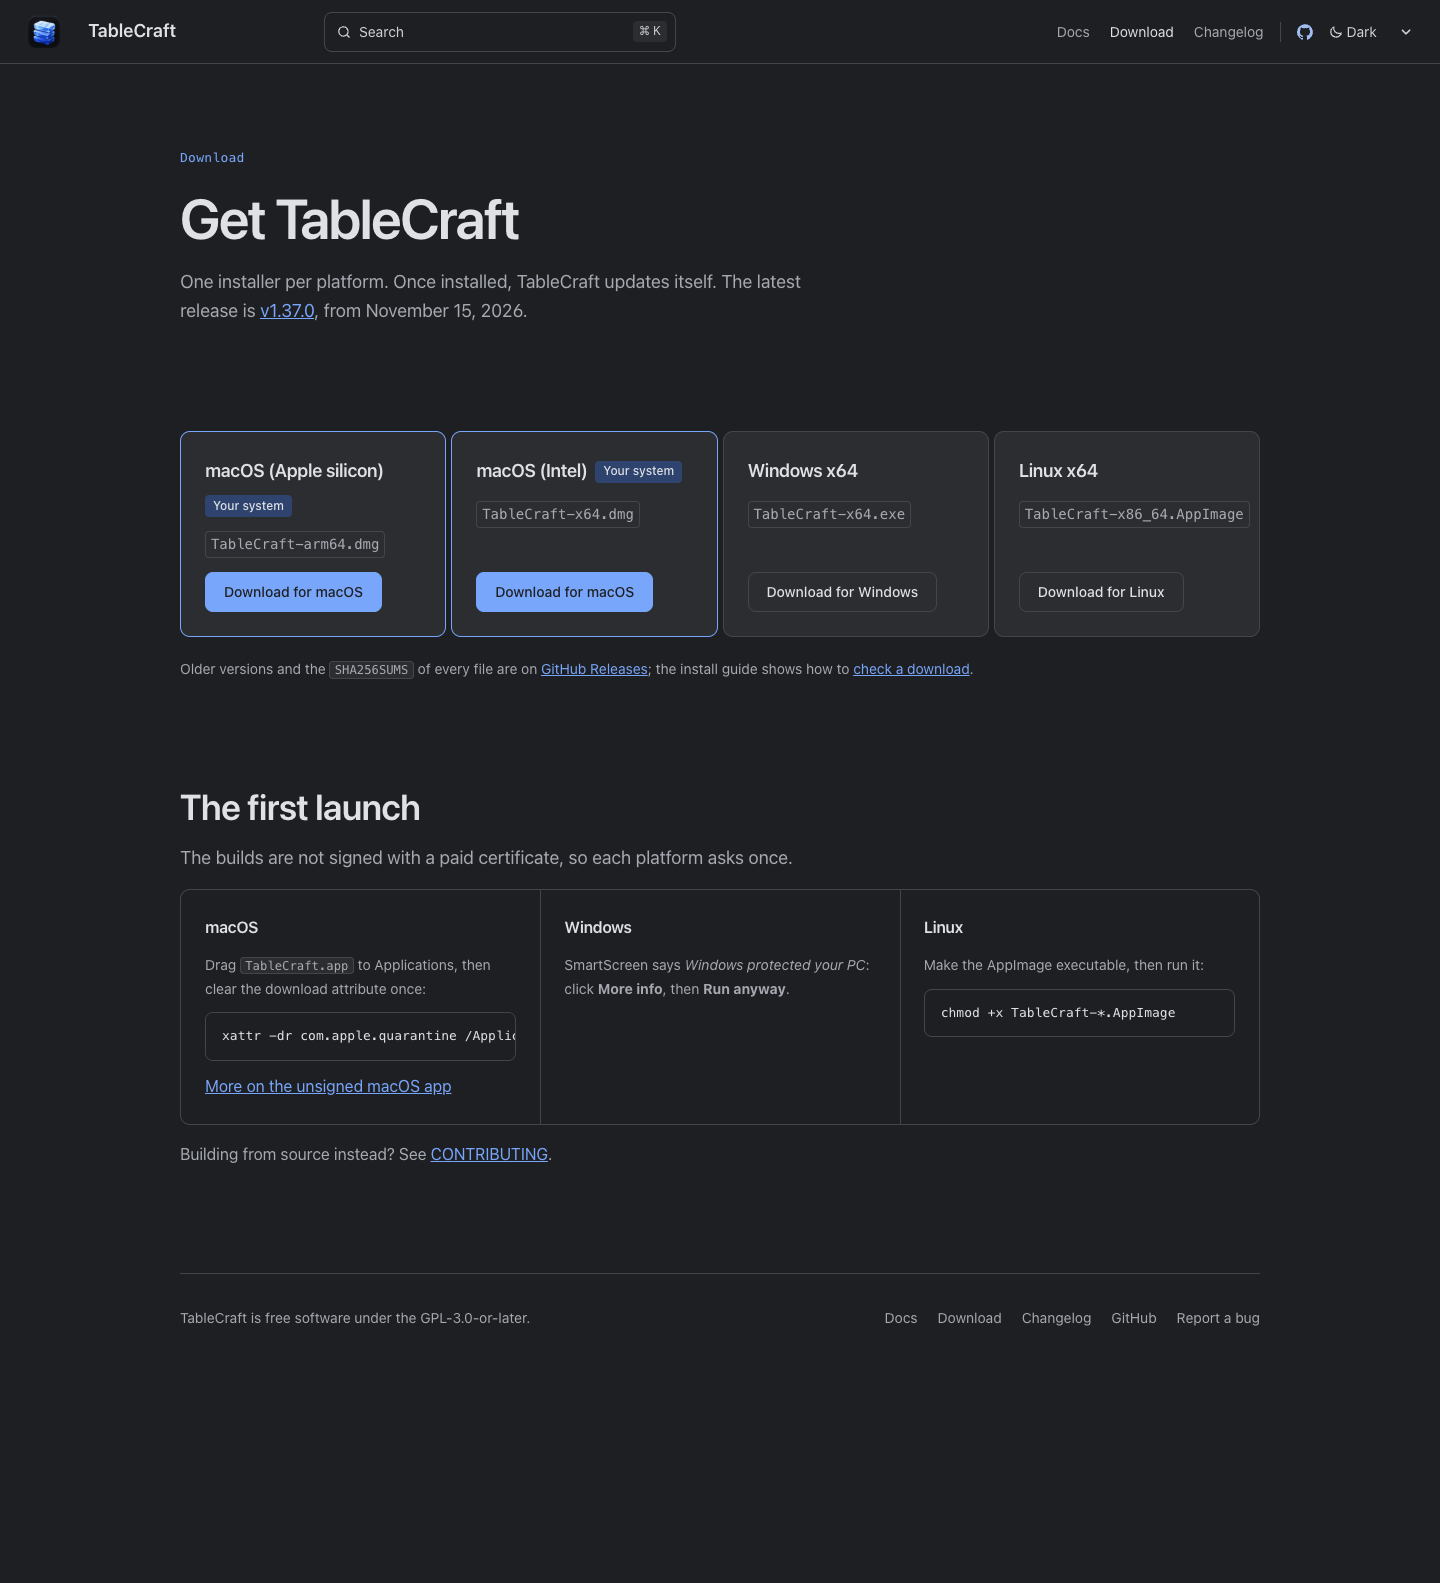 TableCraft
Search
⌘ K
Docs
Download
Changelog
Dark
Download
Get TableCraft
One installer per platform. Once installed, TableCraft updates itself. The latest
release is v1.37.0, from November 15, 2026.
macOS (Apple silicon)
Your system
TableCraft-arm64.dmg
Download for macOS
macOS (Intel) Your system
TableCraft-x64.dmg
Download for macOS
Windows x64
TableCraft-x64.exe
Download for Windows
Linux x64
TableCraft-x86_64.AppImage
Download for Linux
Older versions and the SHA256SUMS of every file are on GitHub Releases; the install guide shows how to check a download.
The first launch
The builds are not signed with a paid certificate, so each platform asks once.
macOS
Drag TableCraft.app to Applications, then
clear the download attribute once:
xattr -dr com.apple.quarantine /Applic
More on the unsigned macOS app
Windows
SmartScreen says Windows protected your PC:
click More info, then Run anyway.
Linux
Make the AppImage executable, then run it:
chmod +x TableCraft-*.AppImage
Building from source instead? See CONTRIBUTING.
TableCraft is free software under the GPL-3.0-or-later.
Docs
Download
Changelog
GitHub
Report a bug